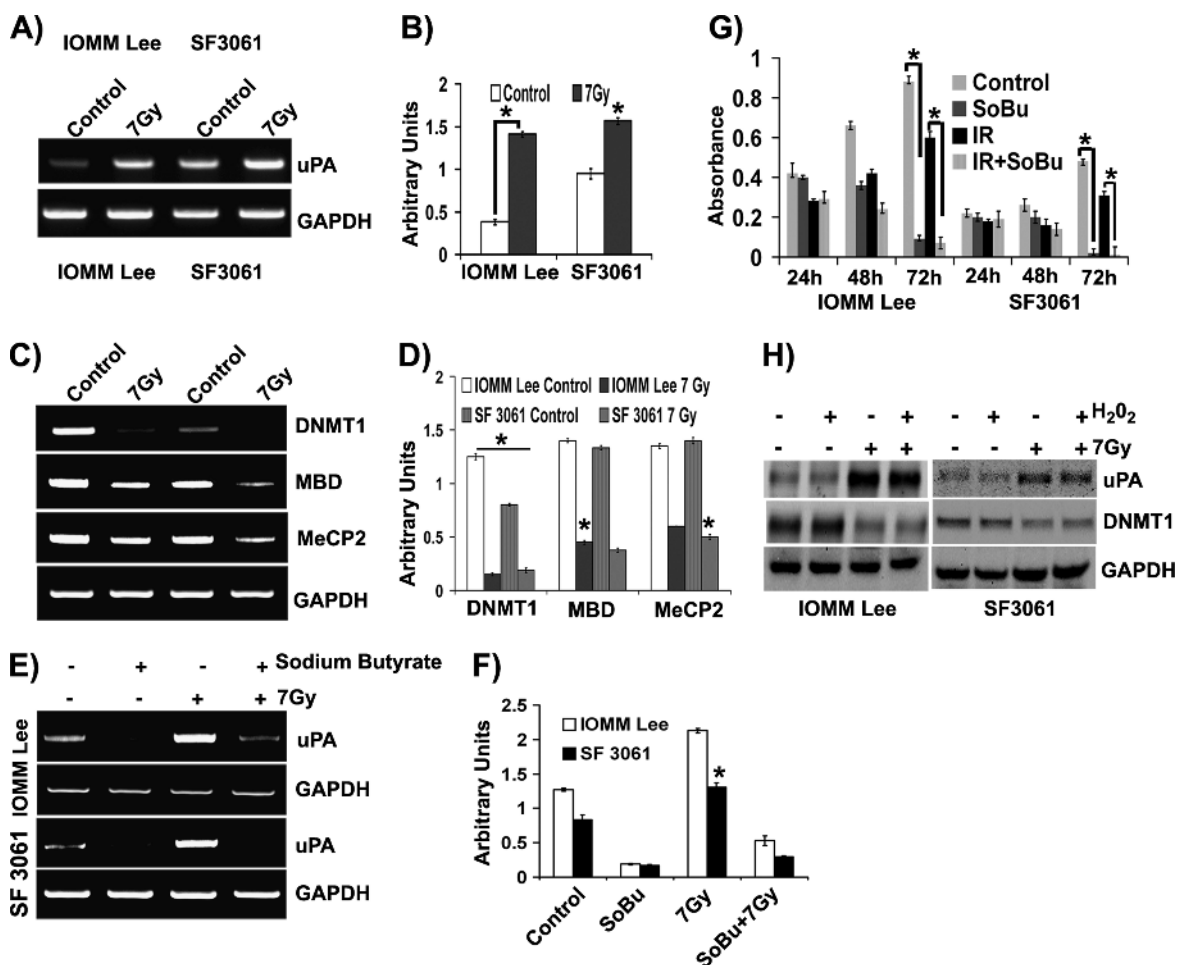 A)
IOMM Lee SF3061
Control 7Gy Control 7Gy
uPA
GAPDH
IOMM Lee SF3061
B)
Arbitrary Units
2
1.5
1
0.5
0
Control 7Gy
*
*
IOMM Lee SF3061
C)
Control 7Gy Control 7Gy
DNMT1
MBD
MeCP2
GAPDH
D)
Arbitrary Units
2
1.5
1
0.5
0
IOMM Lee Control IOMM Lee 7 Gy
SF 3061 Control SF 3061 7 Gy
*
*
*
DNMT1 MBD MeCP2
E)
- + - + Sodium Butyrate
- - + + 7Gy
IOMM Lee
uPA
GAPDH
SF 3061
uPA
GAPDH
F)
Arbitrary Units
2.5
2
1.5
1
0.5
0
IOMM Lee
SF 3061
*
Control SoBu 7Gy SoBu+7Gy
G)
Absorbance
1
0.8
0.6
0.4
0.2
0
Control
SoBu
IR
IR+SoBu
*
*
*
*
24h 48h 72h 24h 48h 72h
IOMM Lee SF3061
H)
- + - + - + - + H₂0₂
- - + + - - + + 7Gy
uPA
DNMT1
GAPDH
IOMM Lee SF3061